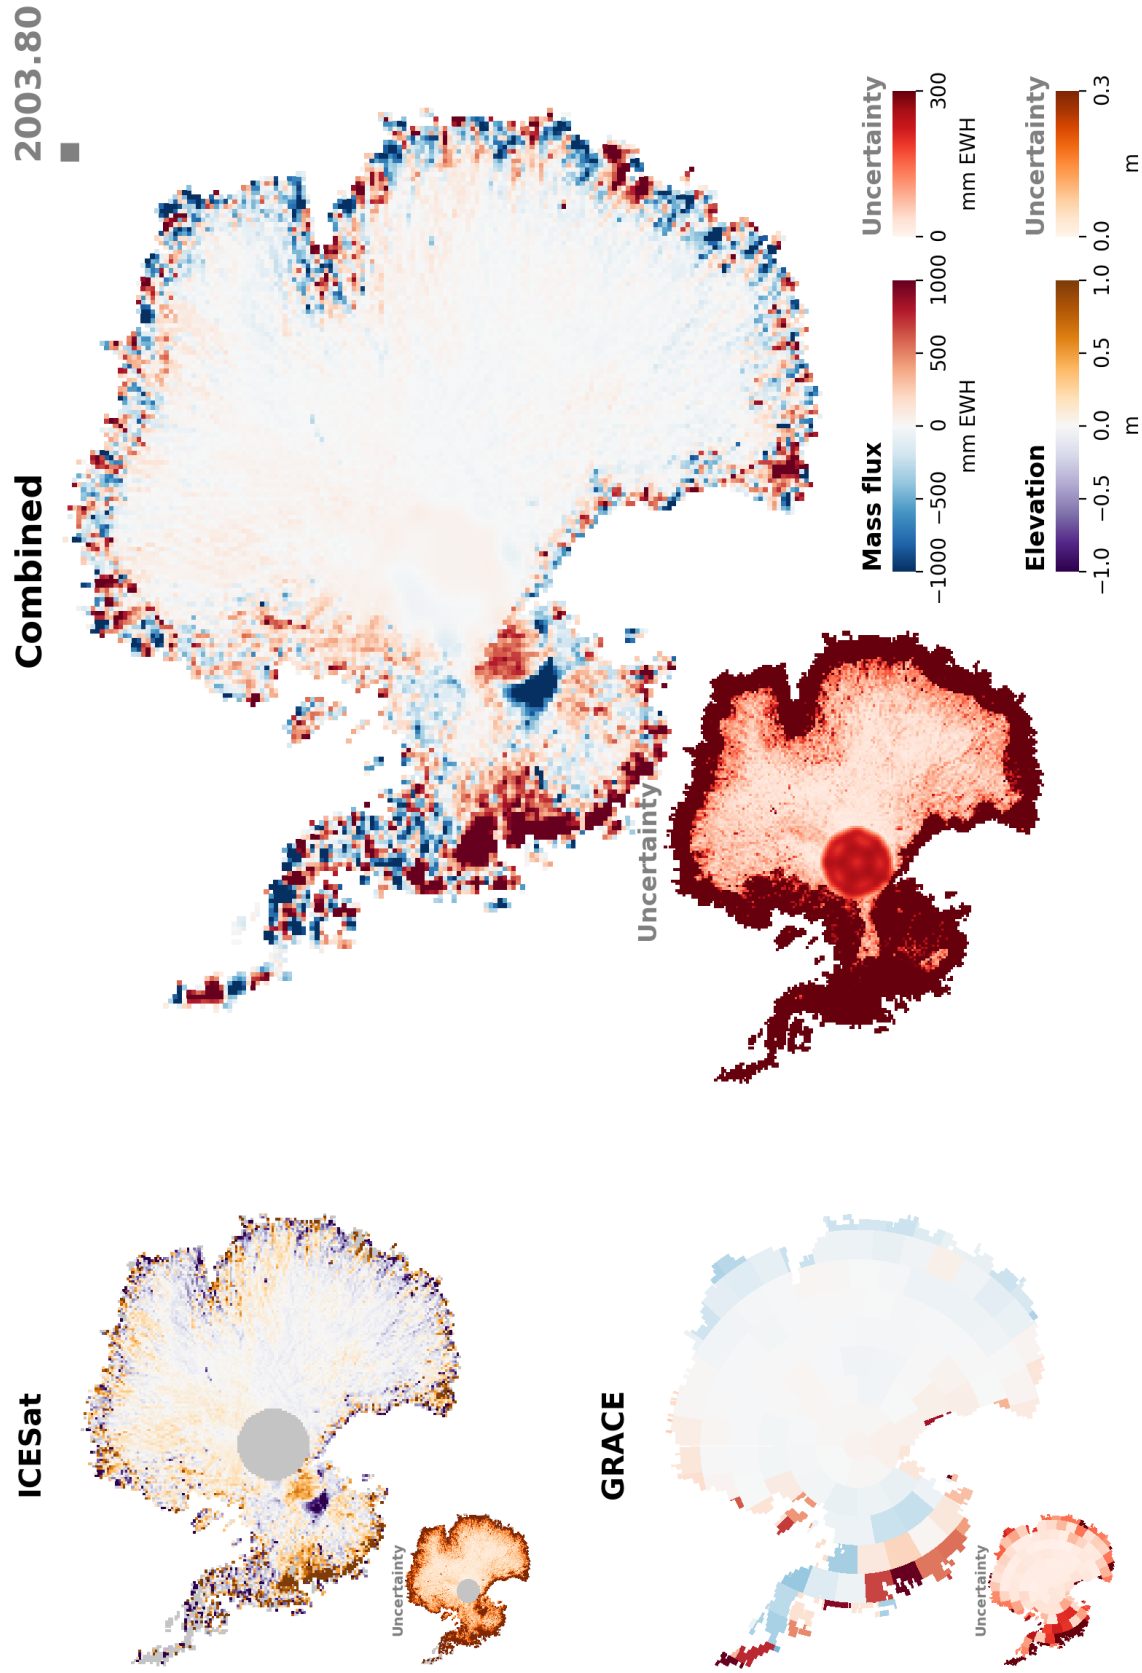 2003.80
Combined
ICESat
Uncertainty
Uncertainty
GRACE
Uncertainty
Mass flux
−1000 −500 0 500 1000
mm EWH
Uncertainty
0 300
mm EWH
Elevation
−1.0 −0.5 0.0 0.5 1.0
m
Uncertainty
0.0 0.3
m